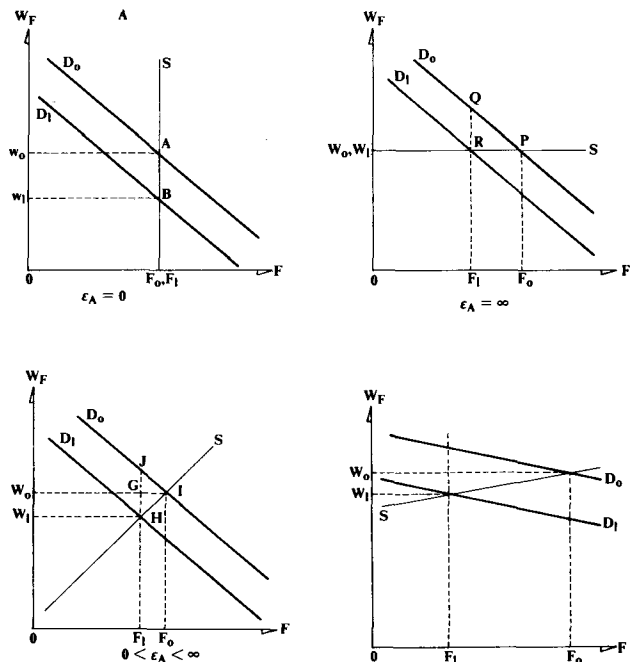 W_F
A
D_o
S
D_1
A
w_o
B
w_1
0
F_o,F_1
F
ε_A = 0
W_F
D_o
D_1
Q
R
P
W_o,W_1
S
0
F_1
F_o
F
ε_A = ∞
W_F
D_o
S
D_1
J
W_o
G
I
W_1
H
0
F_1
F_o
F
0 < ε_A < ∞
W_F
W_o
D_o
W_1
S
D_1
0
F_1
F_o
F